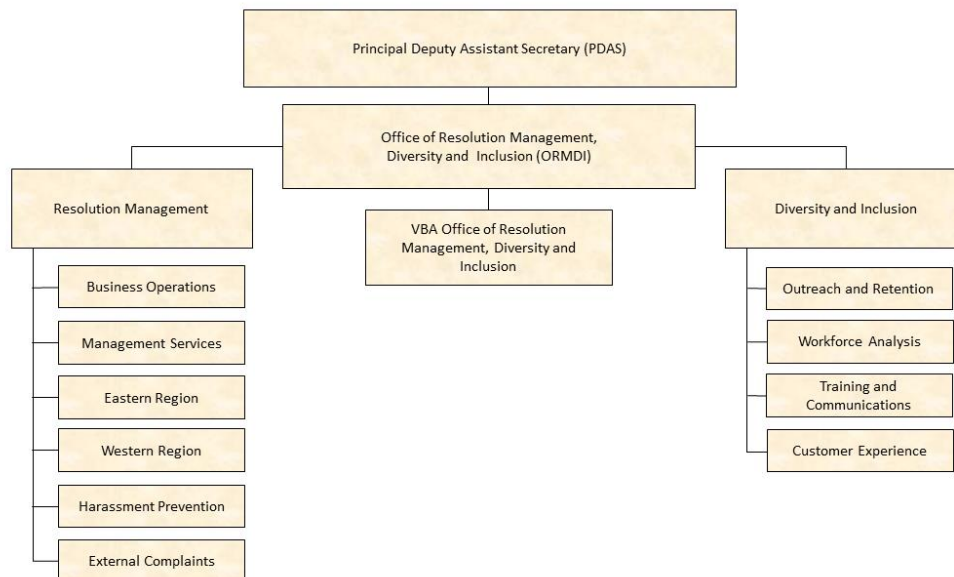 Principal Deputy Assistant Secretary (PDAS)
Office of Resolution Management,
Diversity and Inclusion (ORMDI)
Resolution Management
Business Operations
Management Services
Eastern Region
Western Region
Harassment Prevention
External Complaints
VBA Office of Resolution
Management, Diversity and
Inclusion
Diversity and Inclusion
Outreach and Retention
Workforce Analysis
Training and
Communications
Customer Experience